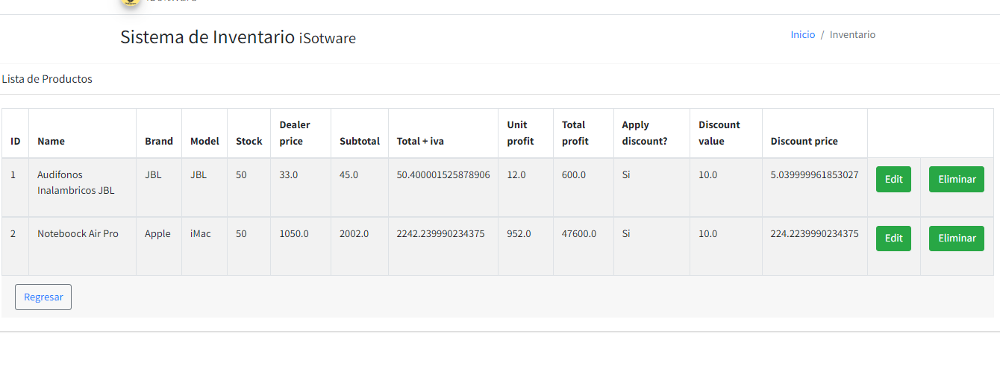 Sistema de Inventario iSotware
Inicio / Inventario
Lista de Productos
ID Name Brand Model Stock Dealer price Subtotal Total + iva Unit profit Total profit Apply discount? Discount value Discount price
1 Audifonos Inalambricos JBL JBL JBL 50 33.0 45.0 50.400001525878906 12.0 600.0 Si 10.0 5.039999961853027 Edit Eliminar
2 Noteboock Air Pro Apple iMac 50 1050.0 2002.0 2242.239990234375 952.0 47600.0 Si 10.0 224.2239990234375 Edit Eliminar
Regresar